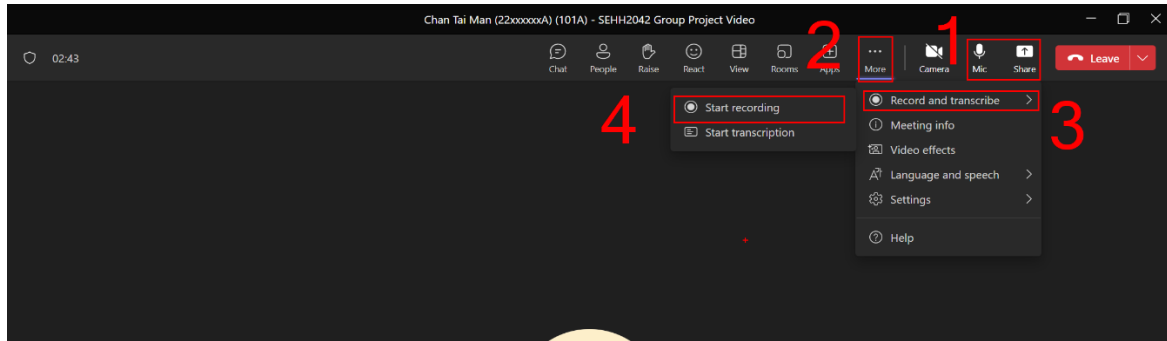 Chan Tai Man (22xxxxxxA) (101A) - SEHH2042 Group Project Video
02:43
Chat People Raise React View Rooms Apps More Camera Mic Share Leave
2
1
Start recording
Start transcription
4
Record and transcribe
Meeting info
Video effects
Language and speech
Settings
Help
3